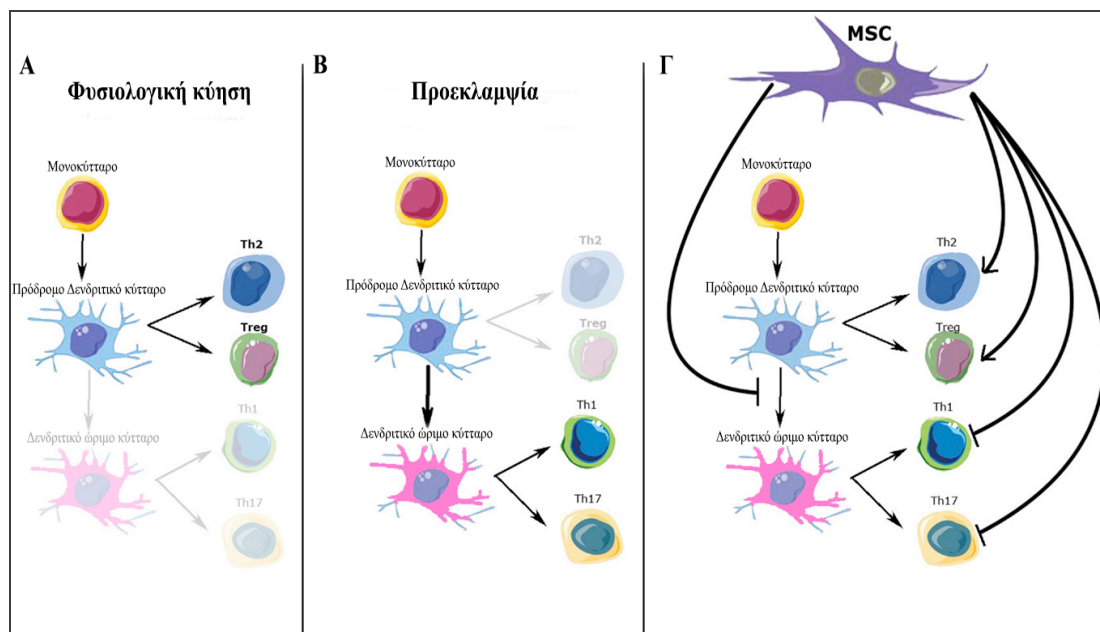 Α
Φυσιολογική κύηση
Μονοκύτταρο
Th2
Πρόδρομο Δενδριτικό κύτταρο
Treg
Th1
Δενδριτικό ώριμο κύτταρο
Th17
Β
Προεκλαμψία
Μονοκύτταρο
Th2
Πρόδρομο Δενδριτικό κύτταρο
Treg
Th1
Δενδριτικό ώριμο κύτταρο
Th17
Γ
MSC
Μονοκύτταρο
Th2
Πρόδρομο Δενδριτικό κύτταρο
Treg
Th1
Δενδριτικό ώριμο κύτταρο
Th17